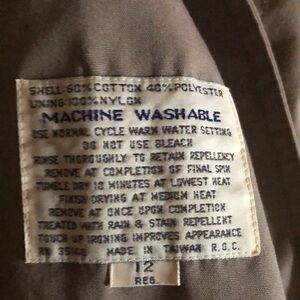 SHELL-60% COTTON 40% POLYESTER
LINING 100% NYLON
MACHINE WASHABLE
USE NORMAL CYCLE WARM WATER SETTING
DO NOT USE BLEACH
RINSE THOROUGHLY TO RETAIN REPELLENCY
REMOVE AT COMPLETION OF FINAL SPIN
TUMBLE DRY 10 MINUTES AT LOWEST HEAT
FINISH DRYING AT MEDIUM HEAT
REMOVE AT ONCE UPON COMPLETION
TREATED WITH RAIN & STAIN REPELLENT
TOUCH UP IRONING IMPROVES APPEARANCE
MADE IN TAIWAN R.O.C.
12
REG.